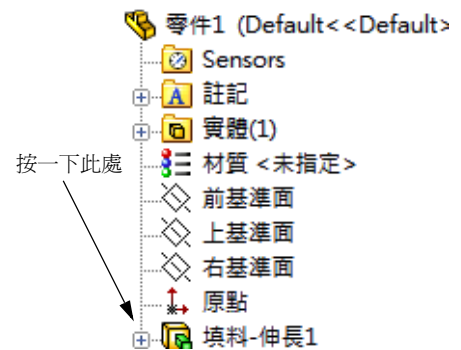 零件1 (Default<<Default>
Sensors
註記
實體(1)
按一下此處
材質 <未指定>
前基準面
上基準面
右基準面
原點
填料-伸長1